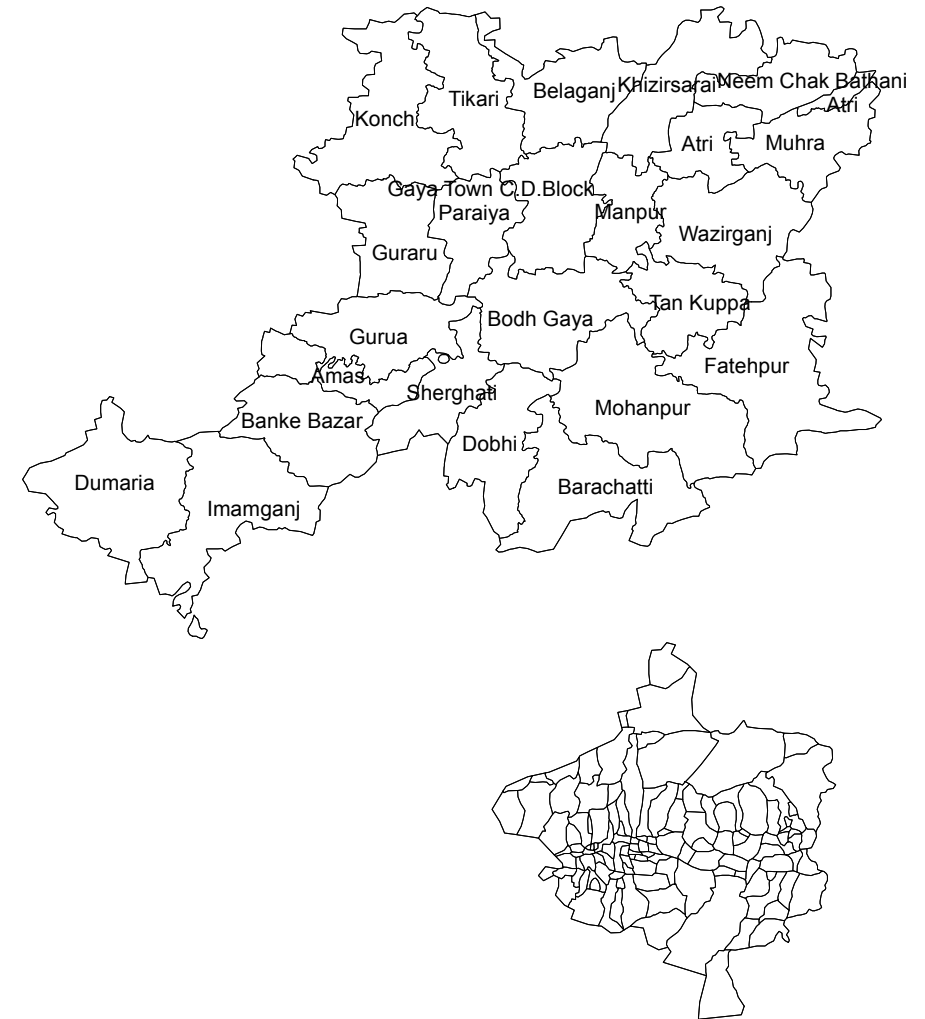 Tikari
Belaganj
Khizirsarai
Neem Chak Bathani
Atri
Konch
Atri
Muhra
Gaya Town C.D.Block
Paraiya
Manpur
Wazirganj
Guraru
Tan Kuppa
Bodh Gaya
Gurua
Fatehpur
Amas
Sherghati
Mohanpur
Banke Bazar
Dobhi
Dumaria
Barachatti
Imamganj